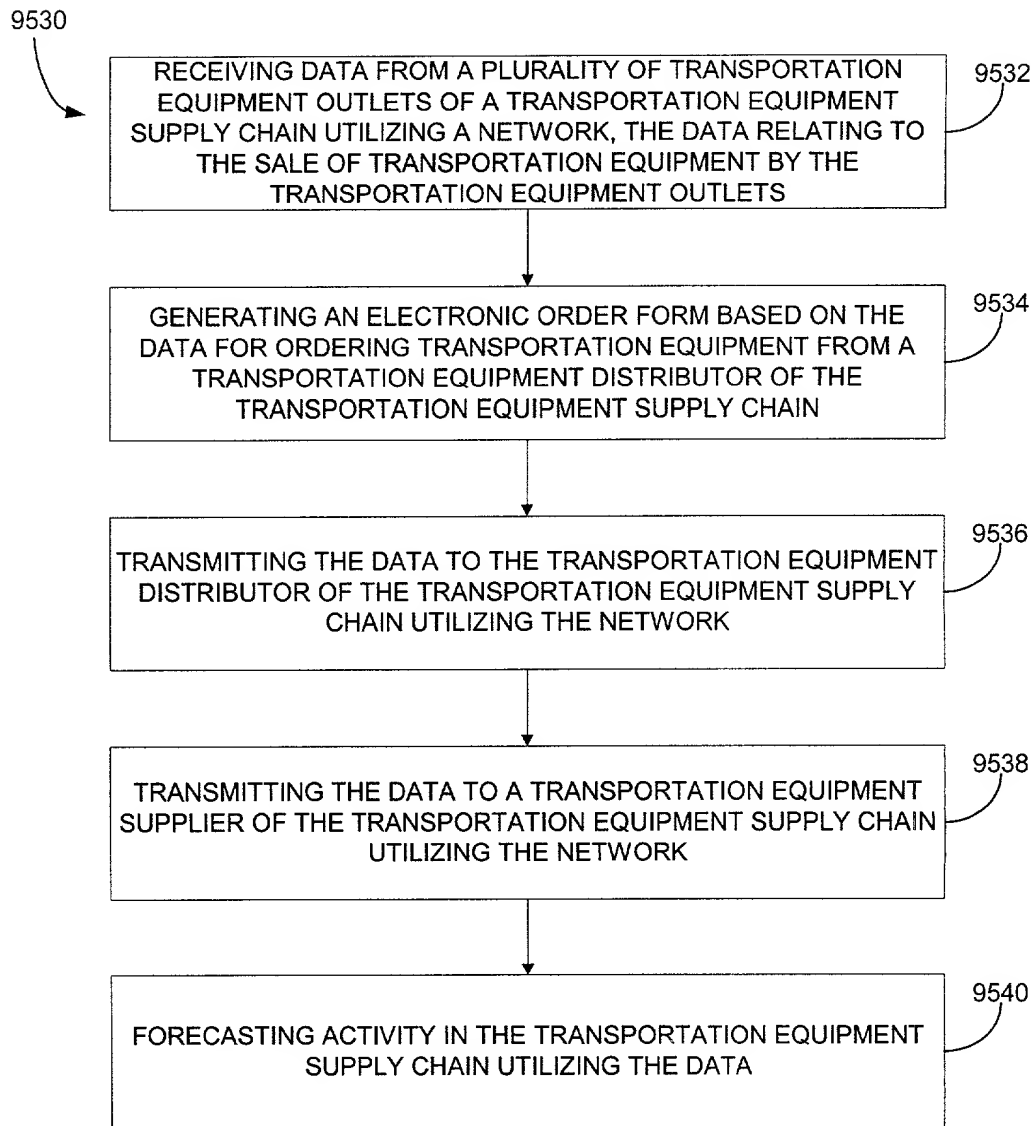 9530
RECEIVING DATA FROM A PLURALITY OF TRANSPORTATION
EQUIPMENT OUTLETS OF A TRANSPORTATION EQUIPMENT
SUPPLY CHAIN UTILIZING A NETWORK, THE DATA RELATING TO
THE SALE OF TRANSPORTATION EQUIPMENT BY THE
TRANSPORTATION EQUIPMENT OUTLETS
9532
GENERATING AN ELECTRONIC ORDER FORM BASED ON THE
DATA FOR ORDERING TRANSPORTATION EQUIPMENT FROM A
TRANSPORTATION EQUIPMENT DISTRIBUTOR OF THE
TRANSPORTATION EQUIPMENT SUPPLY CHAIN
9534
TRANSMITTING THE DATA TO THE TRANSPORTATION EQUIPMENT
DISTRIBUTOR OF THE TRANSPORTATION EQUIPMENT SUPPLY
CHAIN UTILIZING THE NETWORK
9536
TRANSMITTING THE DATA TO A TRANSPORTATION EQUIPMENT
SUPPLIER OF THE TRANSPORTATION EQUIPMENT SUPPLY CHAIN
UTILIZING THE NETWORK
9538
FORECASTING ACTIVITY IN THE TRANSPORTATION EQUIPMENT
SUPPLY CHAIN UTILIZING THE DATA
9540